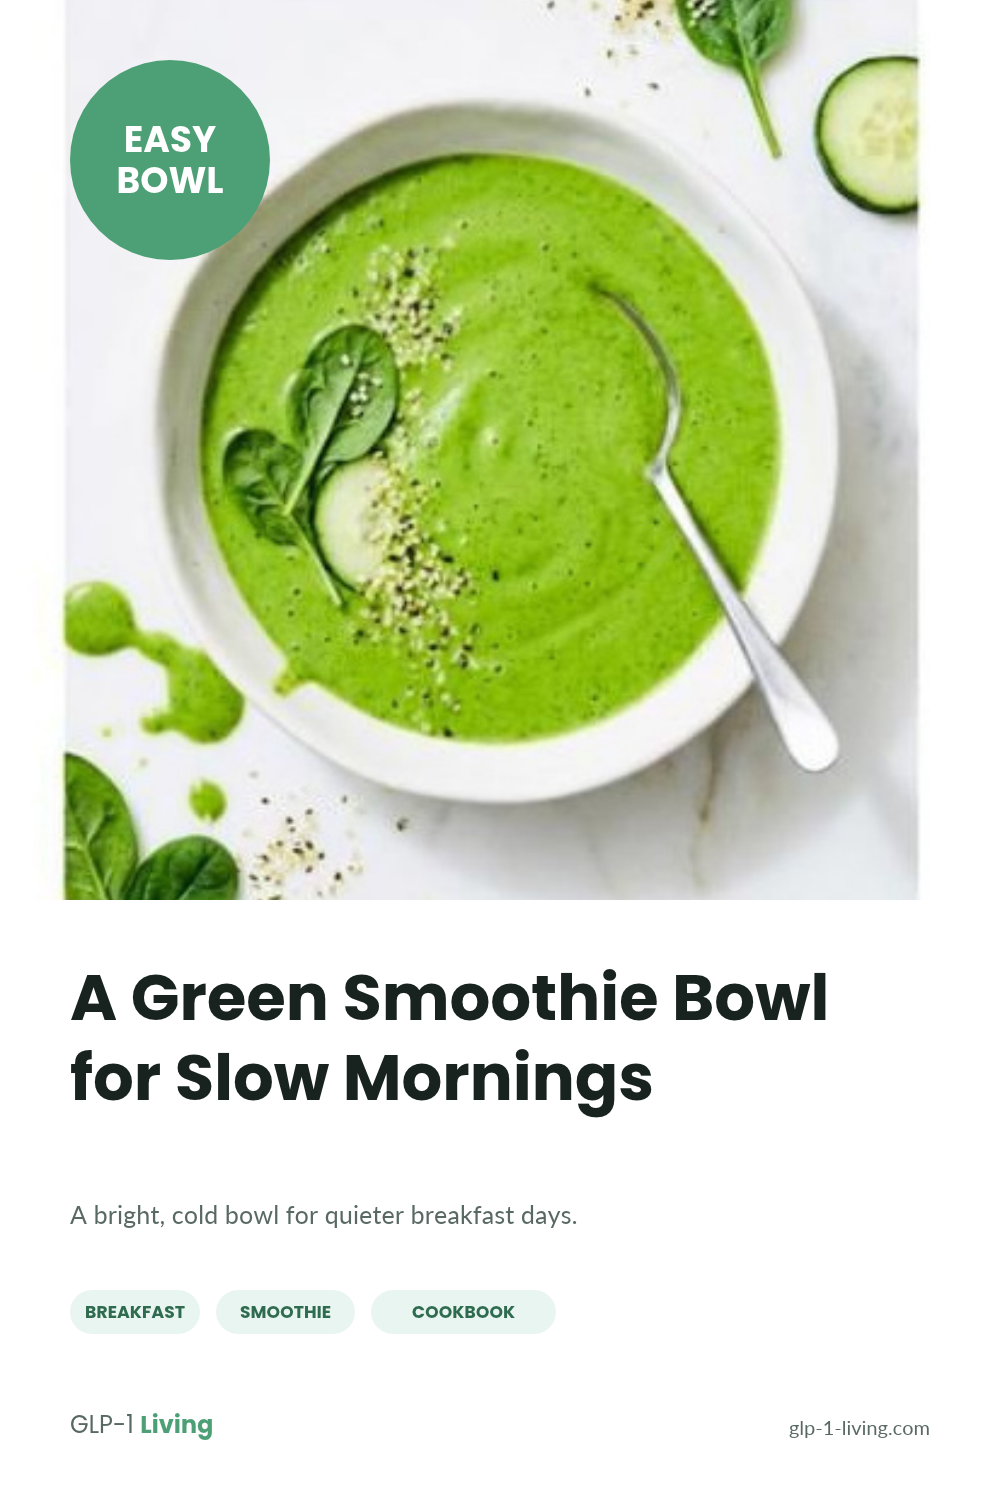 EASY
BOWL
A Green Smoothie Bowl
for Slow Mornings
A bright, cold bowl for quieter breakfast days.
BREAKFAST SMOOTHIE COOKBOOK
GLP-1 Living glp-1-living.com